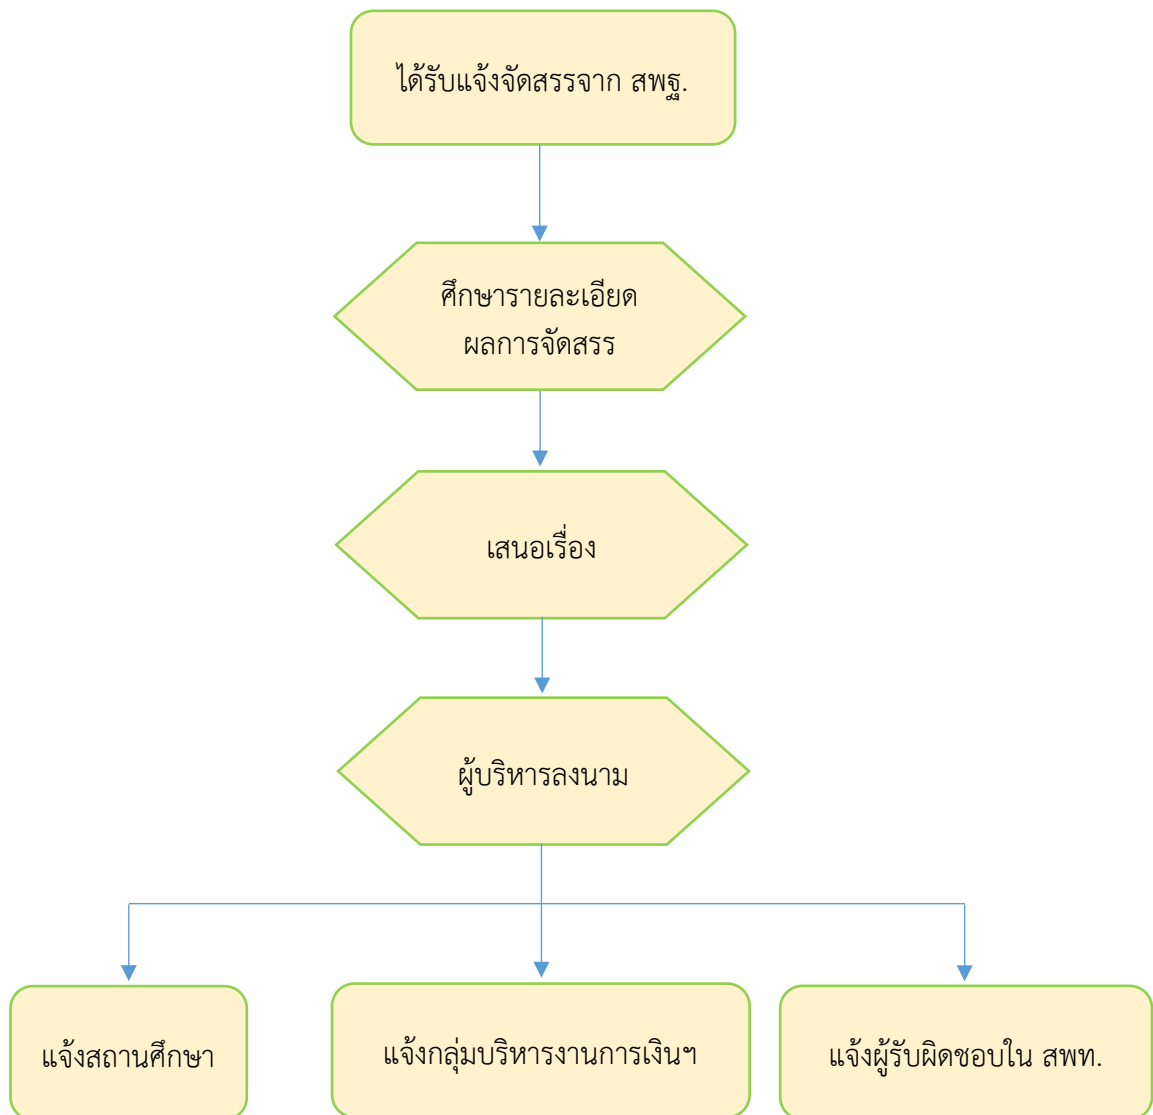 ได้รับแจ้งจัดสรรจาก สพฐ.
ศึกษารายละเอียด
ผลการจัดสรร
เสนอเรื่อง
ผู้บริหารลงนาม
แจ้งสถานศึกษา
แจ้งกลุ่มบริหารงานการเงินฯ
แจ้งผู้รับผิดชอบใน สพท.